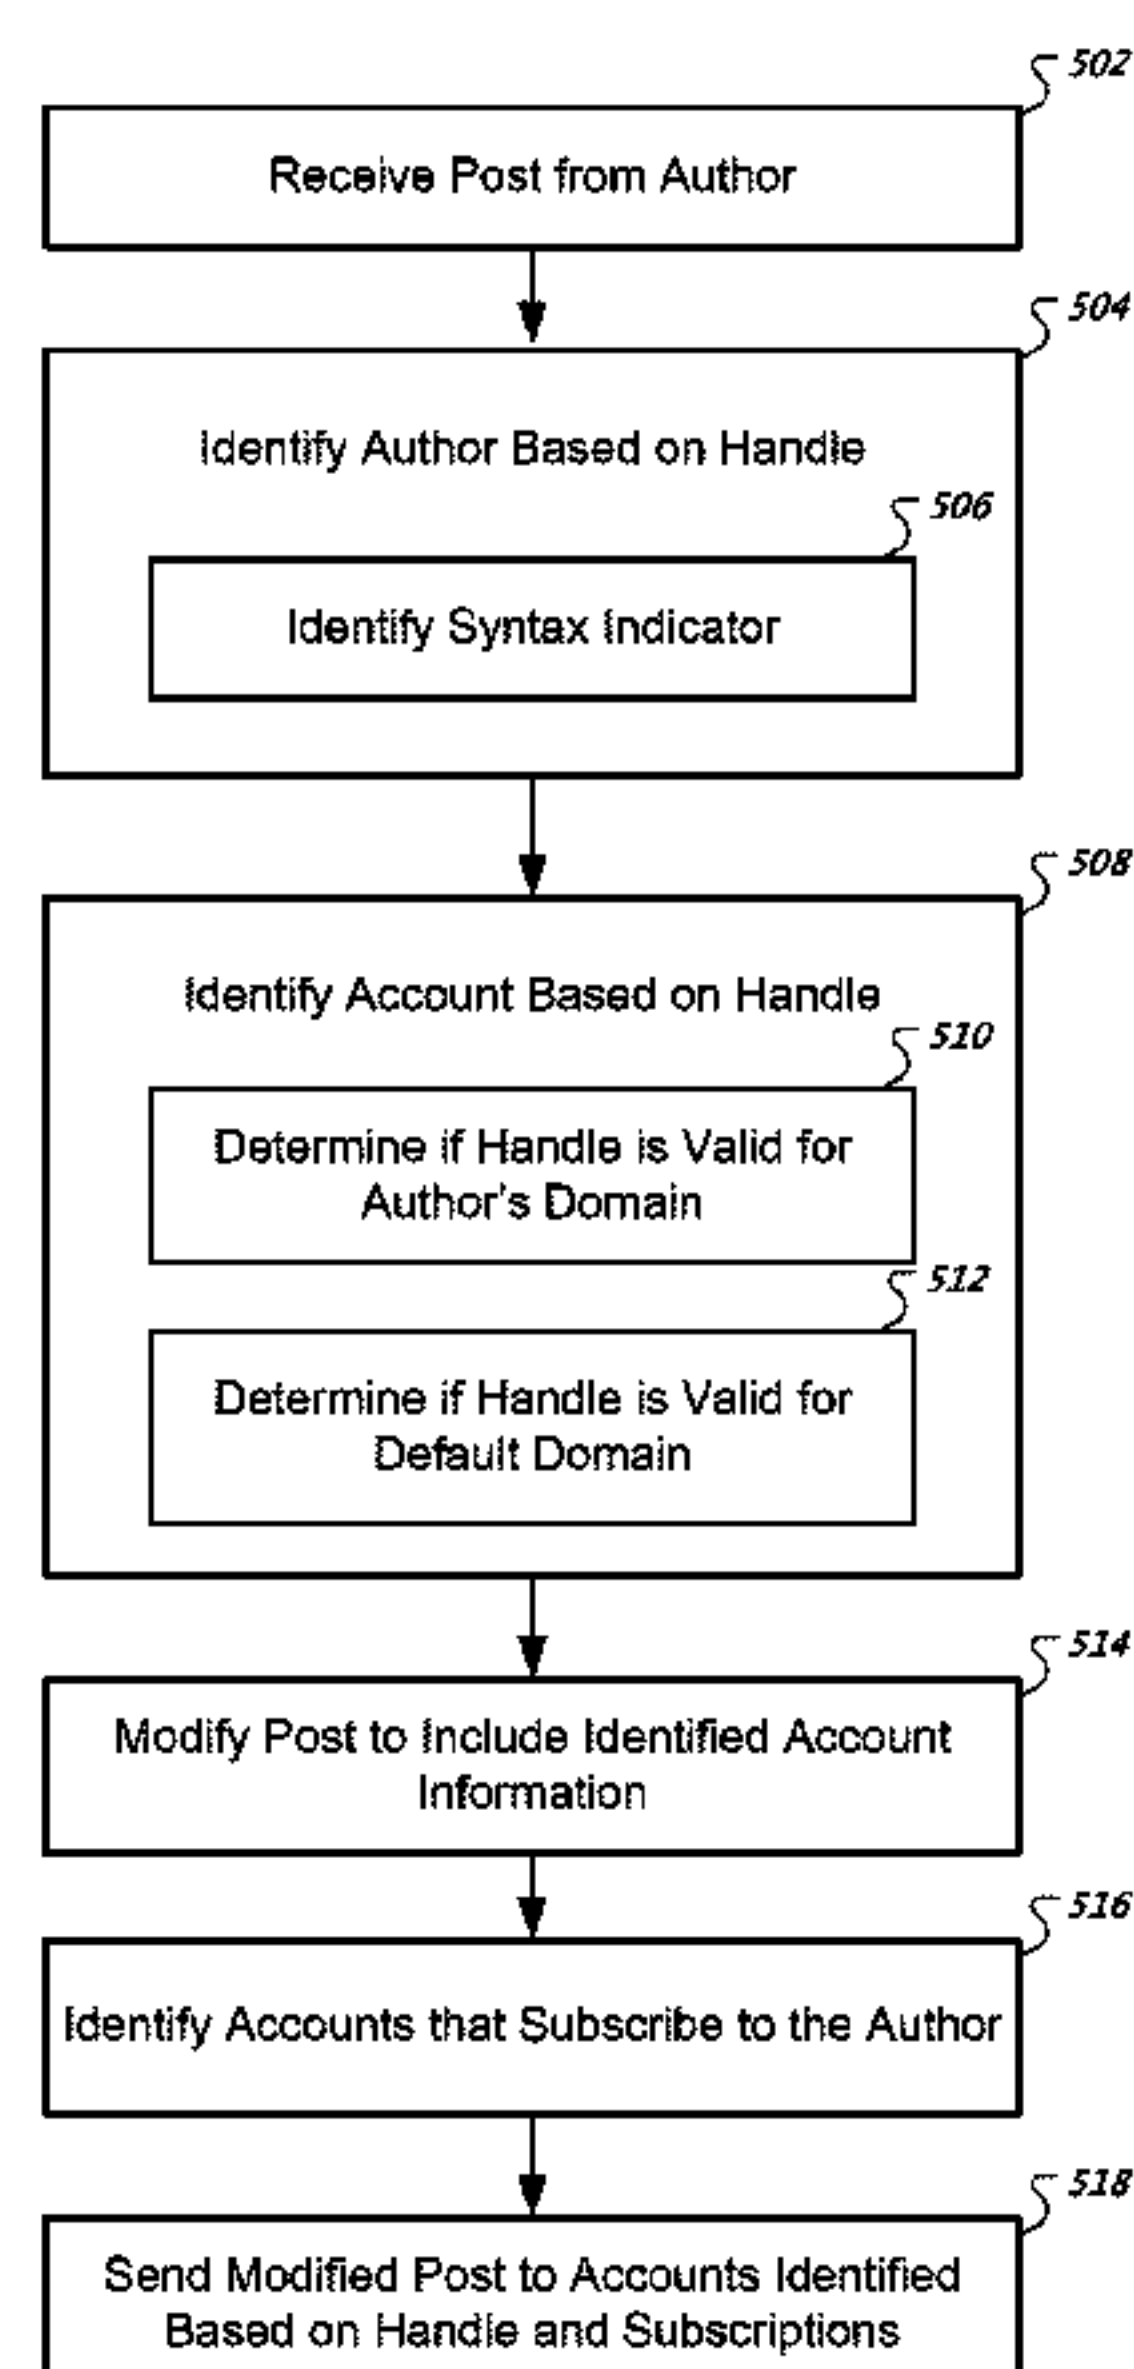 502
Receive Post from Author
504
Identify Author Based on Handle
506
Identify Syntax Indicator
508
Identify Account Based on Handle
510
Determine if Handle is Valid for
Author's Domain
512
Determine if Handle is Valid for
Default Domain
514
Modify Post to Include Identified Account
Information
516
Identify Accounts that Subscribe to the Author
518
Send Modified Post to Accounts Identified
Based on Handle and Subscriptions